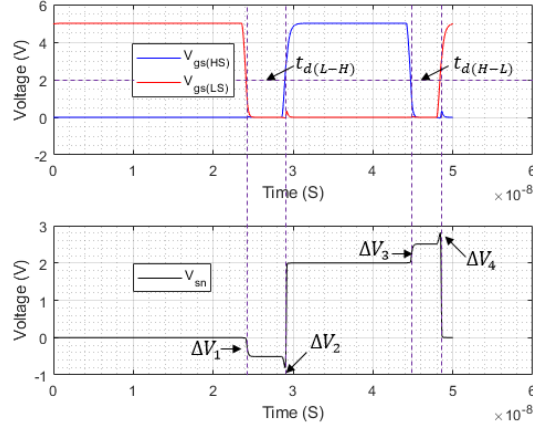 6
4
2
0
-2
Voltage (V)
V_gs(HS)
V_gs(LS)
t_d(L−H)
t_d(H−L)
0
1
2
3
4
5
6
Time (S)
×10^-8
3
2
1
0
-1
Voltage (V)
V_sn
ΔV_1
ΔV_2
ΔV_3
ΔV_4
0
1
2
3
4
5
6
Time (S)
×10^-8